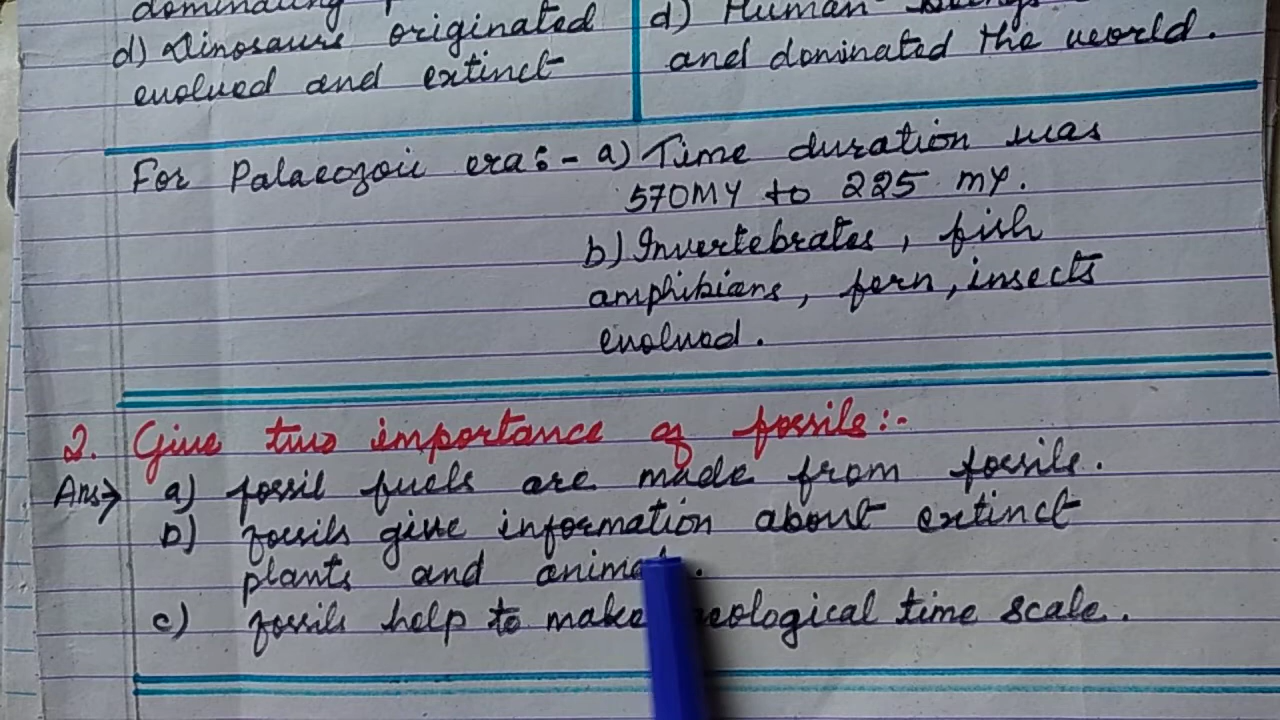 dominating
d) Dinosaurs originated
evolved and extinct
d) Human Beings
and dominated the world.
For Palaeozoic era:- a) Time duration was
570MY to 225 my.
b) Invertebrates, fish
amphibians, fern, insects
evolved.
2. Give two importance of fossils:-
Ans→ a) fossil fuels are made from fossils.
b) fossils give information about extinct
plants and
c) fossils help to make time scale.